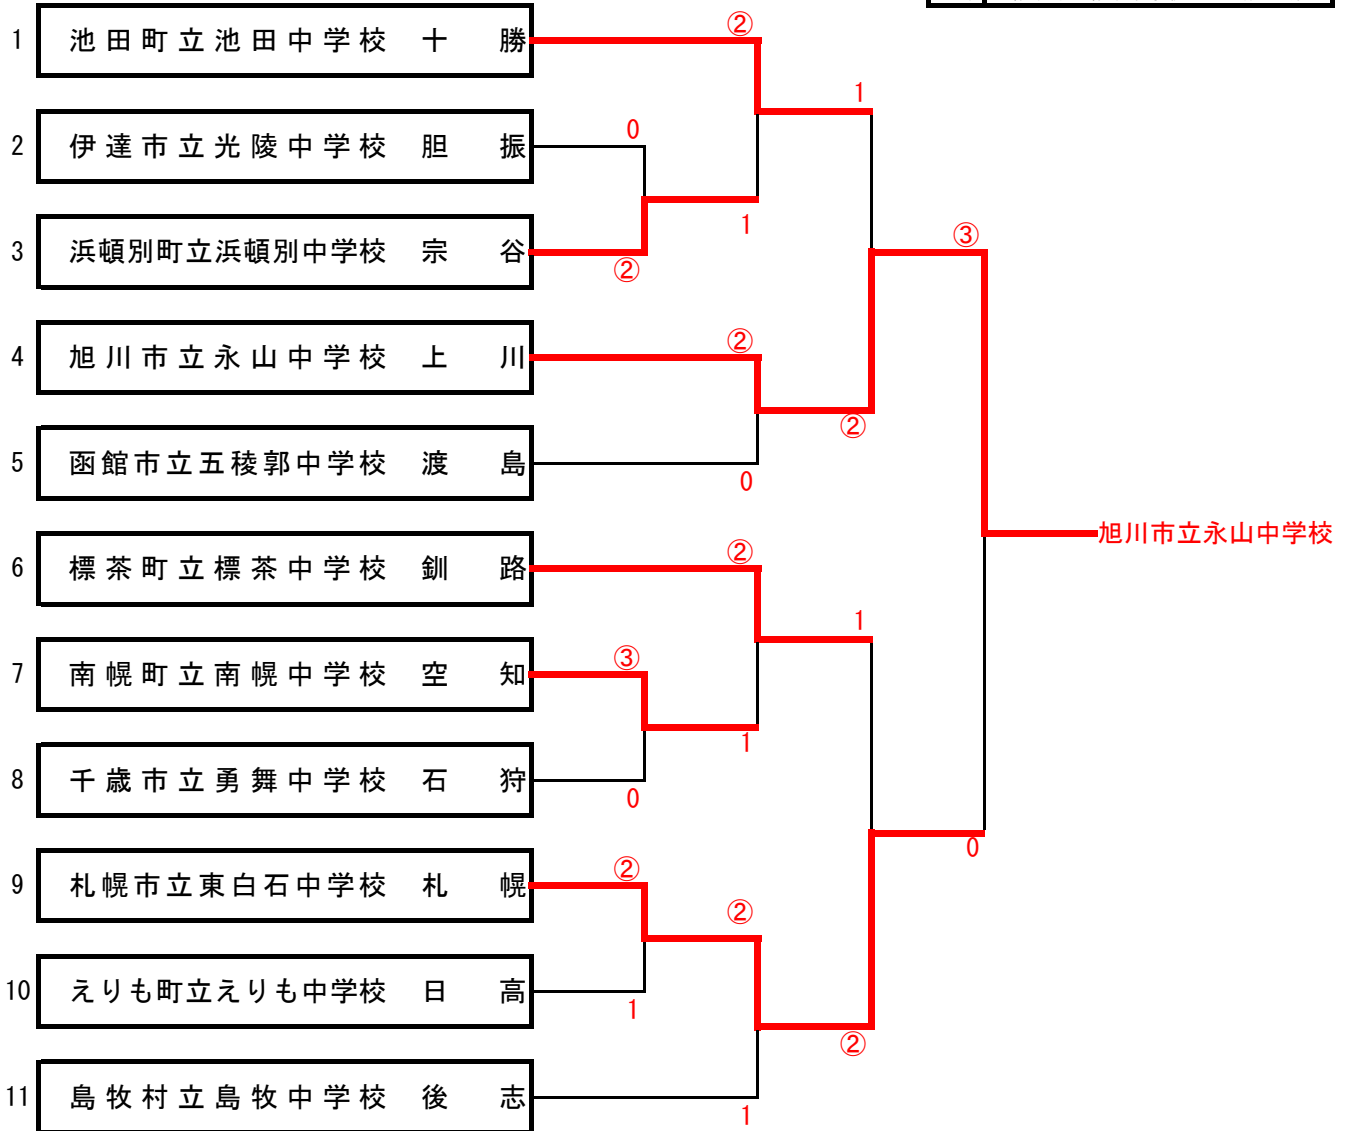 ②
1 池田町立池田中学校 十勝
1
2 伊達市立光陵中学校 胆振
0
1
③
3 浜頓別町立浜頓別中学校 宗谷
②
②
4 旭川市立永山中学校 上川
②
5 函館市立五稜郭中学校 渡島
0
旭川市立永山中学校
②
6 標茶町立標茶中学校 釧路
1
③
7 南幌町立南幌中学校 空知
1
8 千歳市立勇舞中学校 石狩
0
0
②
9 札幌市立東白石中学校 札幌
②
10 えりも町立えりも中学校 日高
1
②
11 島牧村立島牧中学校 後志
1